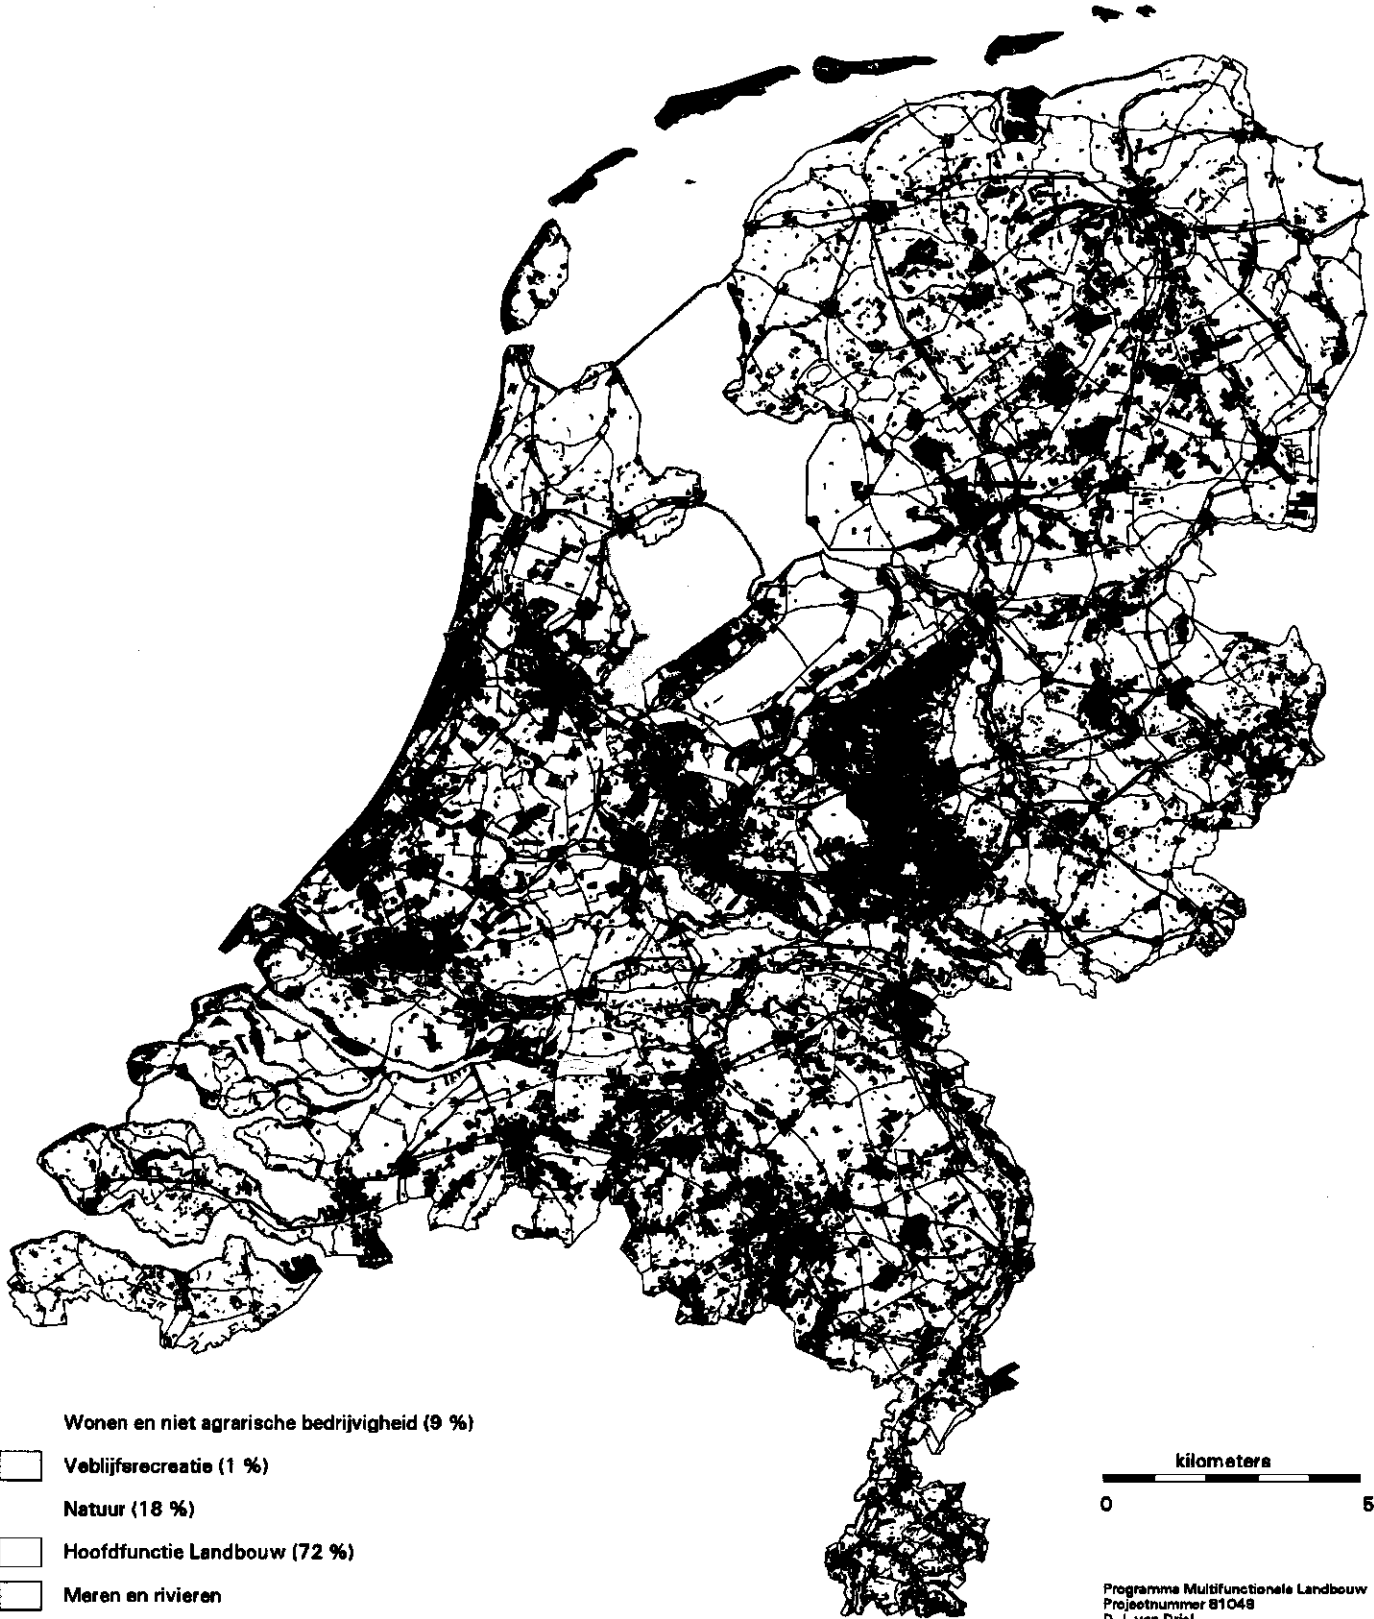 Wonen en niet agrarische bedrijvigheid (9 %)
Veblijfsrecreatie (1 %)
Natuur (18 %)
Hoofdfunctie Landbouw (72 %)
Meren en rivieren
kilometers
0 5
Programma Multifunctionele Landbouw
Projectnummer 81048